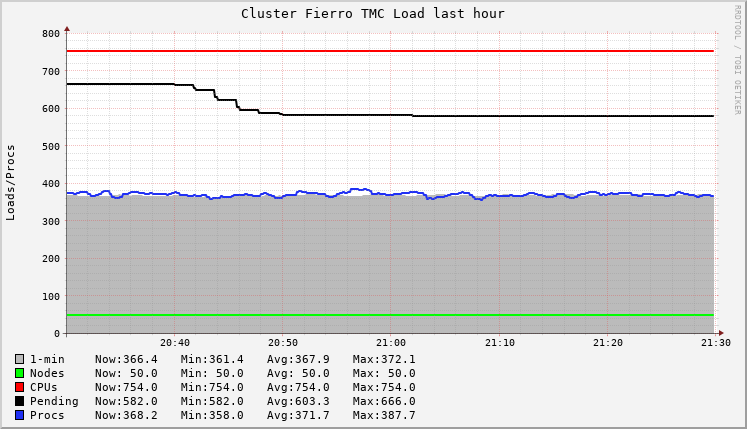 Cluster Fierro TMC Load last hour
RRDTOOL / TOBI OETIKER
Loads/Procs
800
700
600
500
400
300
200
100
0
20:40 20:50 21:00 21:10 21:20 21:30
1-min Now:366.4 Min:361.4 Avg:367.9 Max:372.1
Nodes Now: 50.0 Min: 50.0 Avg: 50.0 Max: 50.0
CPUs Now:754.0 Min:754.0 Avg:754.0 Max:754.0
Pending Now:582.0 Min:582.0 Avg:603.3 Max:666.0
Procs Now:368.2 Min:358.0 Avg:371.7 Max:387.7